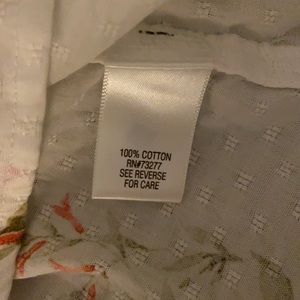 100% COTTON
RN#73277
SEE REVERSE
FOR CARE